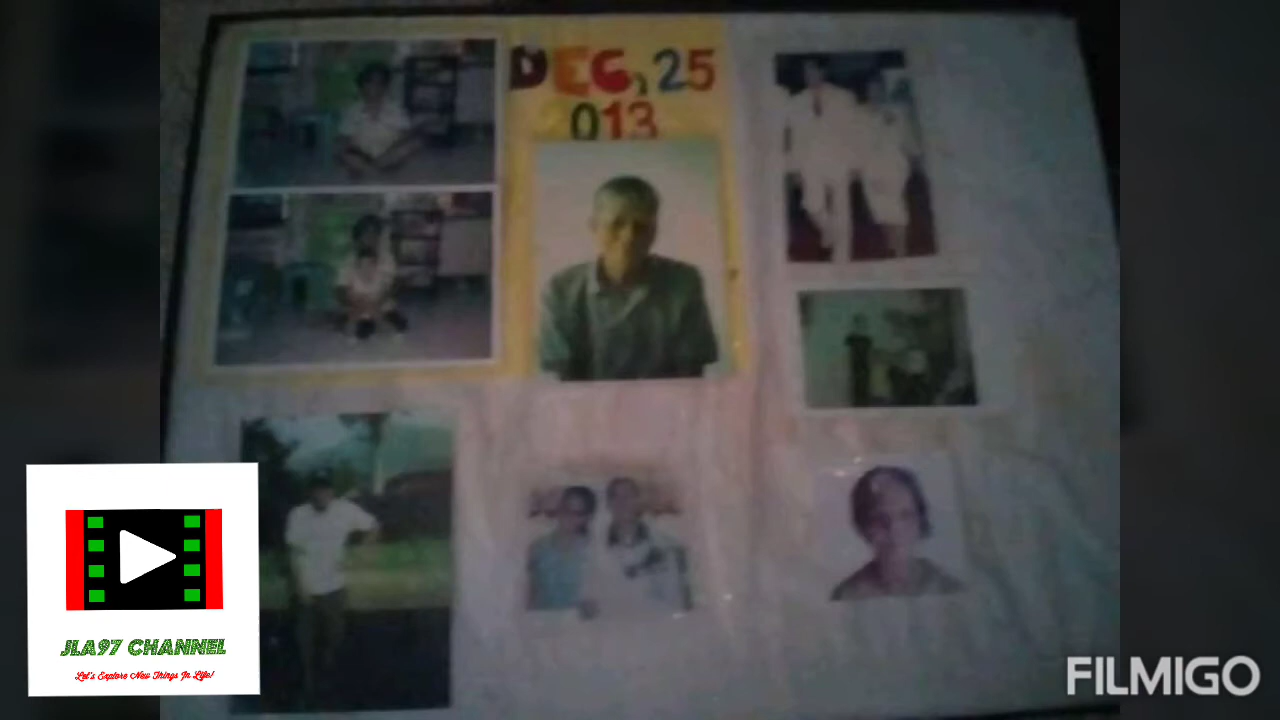 DEC, 25
2013
JLA97 CHANNEL
Let's Explore New Things In Life!
FILMIGO